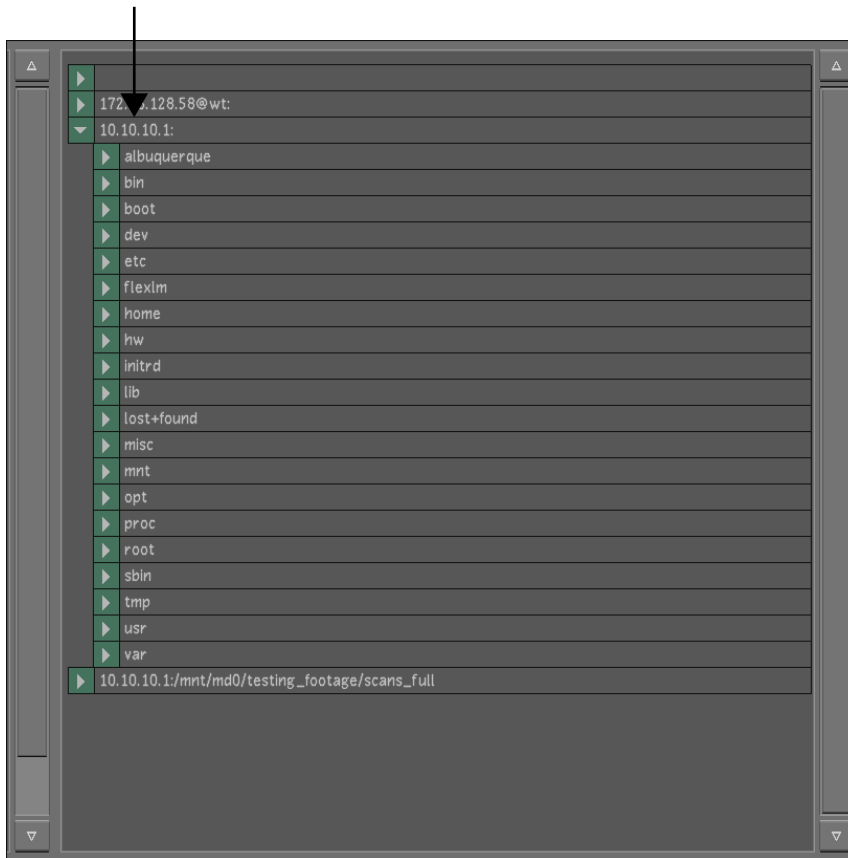 128.58@wt:
10.10.10.1:
albuquerque
bin
boot
dev
etc
flexlm
home
hw
initrd
lib
lost+found
misc
mnt
opt
proc
root
sbin
tmp
usr
var
10.10.10.1:/mnt/md0/testing_footage/scans_full